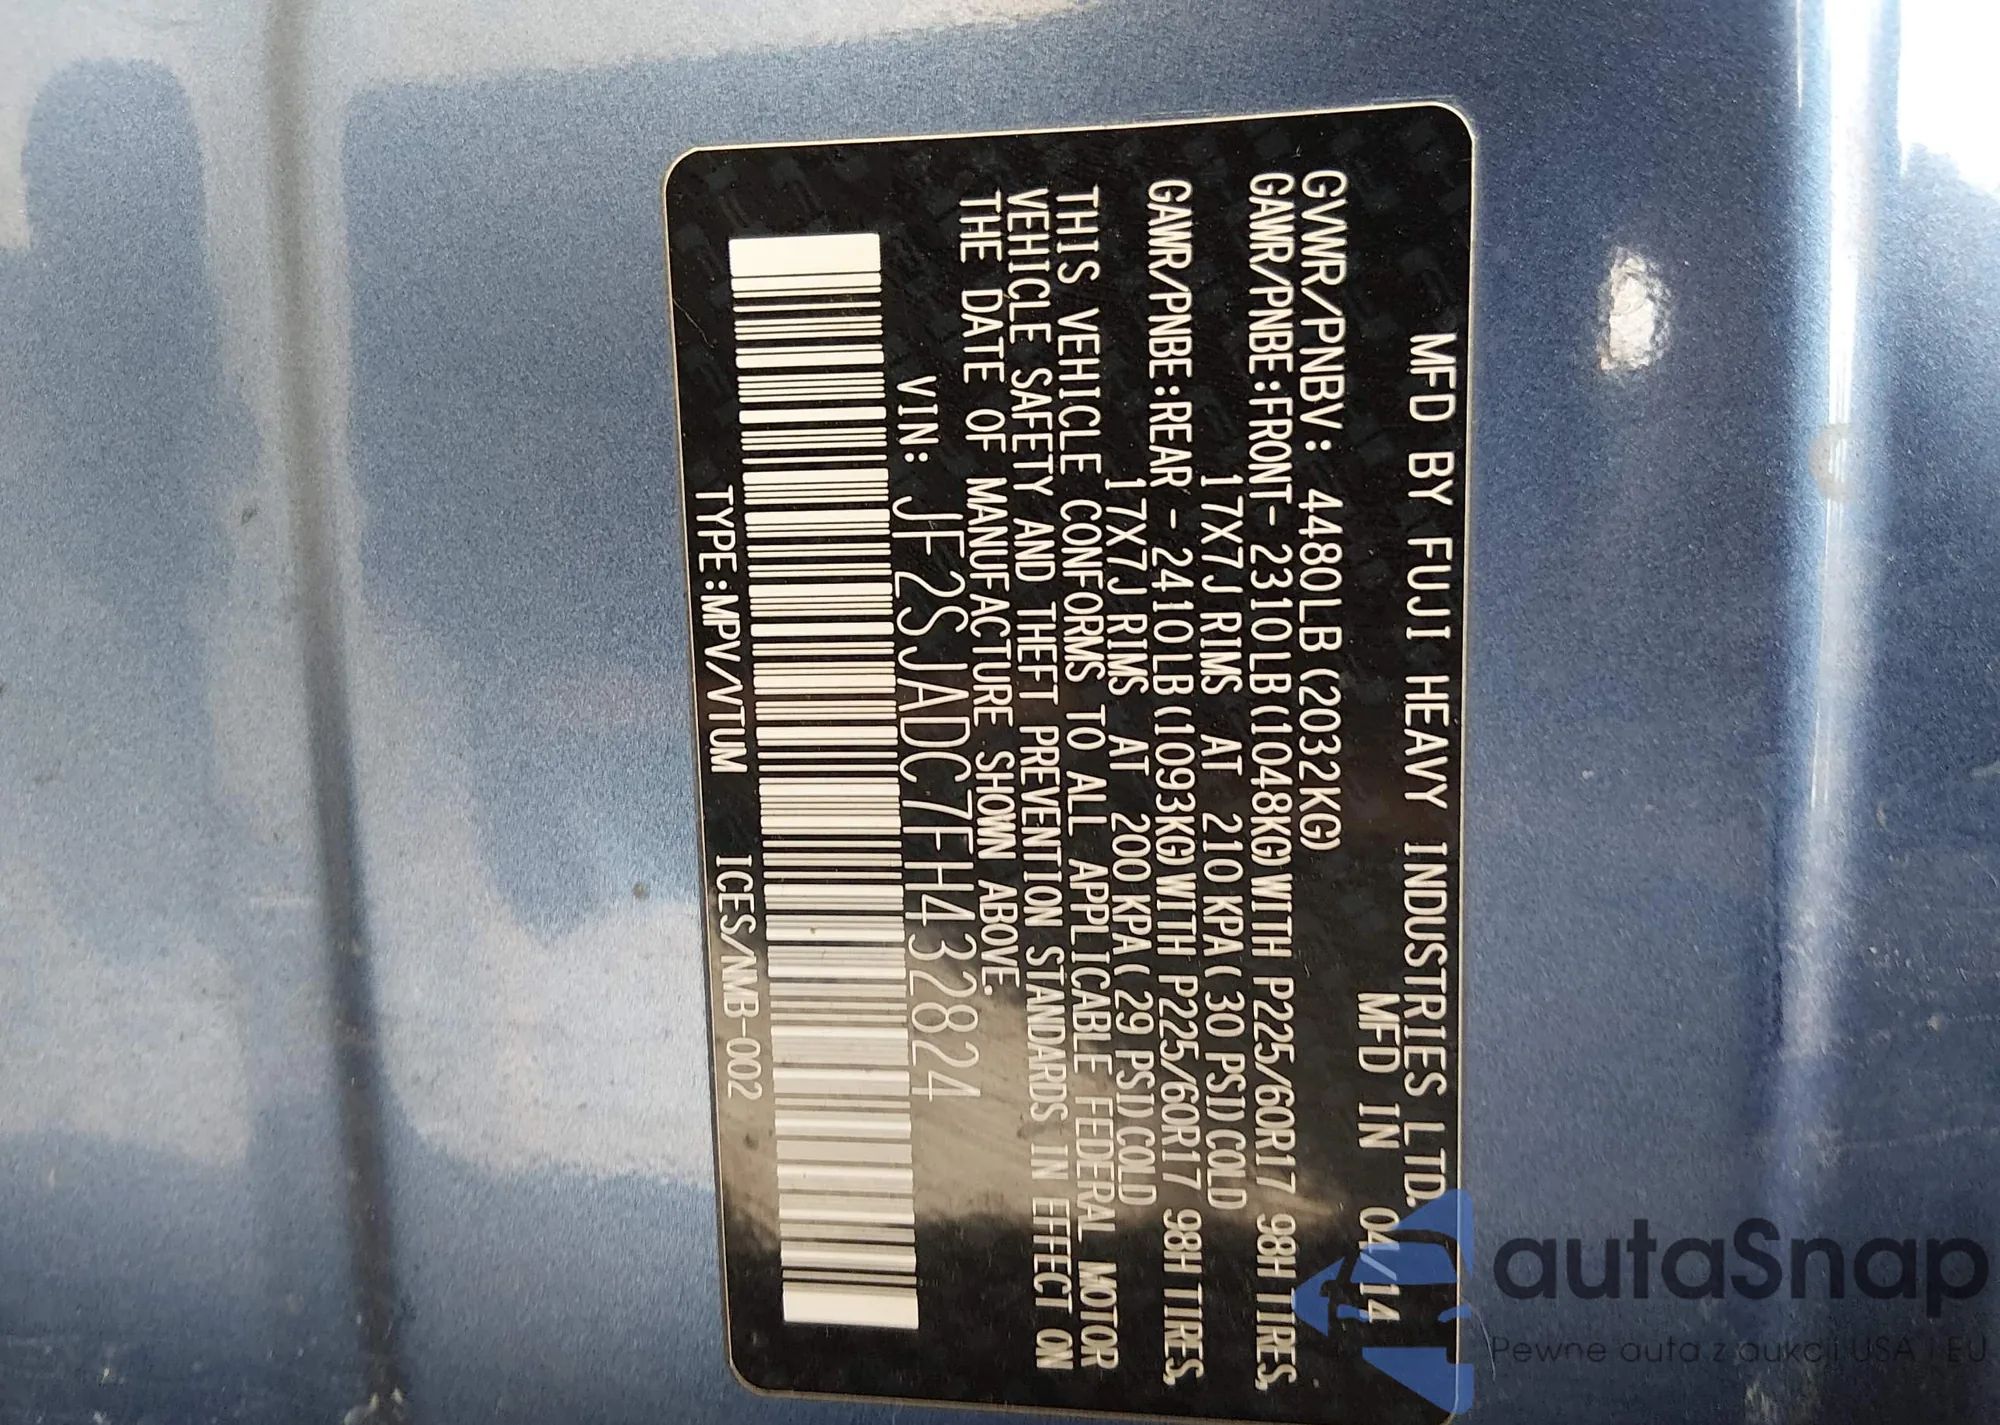 MFD BY FUJI HEAVY INDUSTRIES LTD.
MFD IN 04/14
GVWR/PNBV: 4480LB(2032KG)
GAWR/PNBE:FRONT- 2310LB(1048KG)WITH P225/60R17 98H TIRES,
17X7J RIMS AT 210KPA( 30 PSI)COLD
GAWR/PNBE:REAR - 2410LB(1093KG)WITH P225/60R17 98H TIRES,
17X7J RIMS AT 200KPA( 29 PSI)COLD
THIS VEHICLE CONFORMS TO ALL APPLICABLE FEDERAL MOTOR
VEHICLE SAFETY AND THEFT PREVENTION STANDARDS IN EFFECT ON
THE DATE OF MANUFACTURE SHOWN ABOVE.
VIN: JF2SJADC7FH432824
TYPE:MPV/VTUM ICES/NMB-002
autaSnap
Pewne auta z aukcji USA i EU